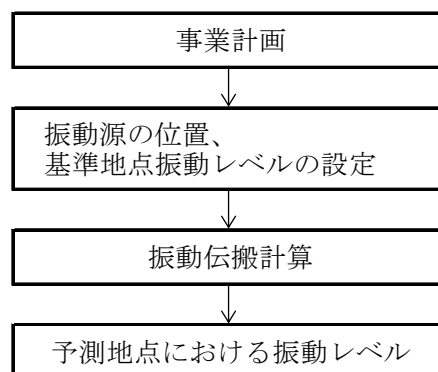 事業計画
振動源の位置、
基準地点振動レベルの設定
振動伝搬計算
予測地点における振動レベル